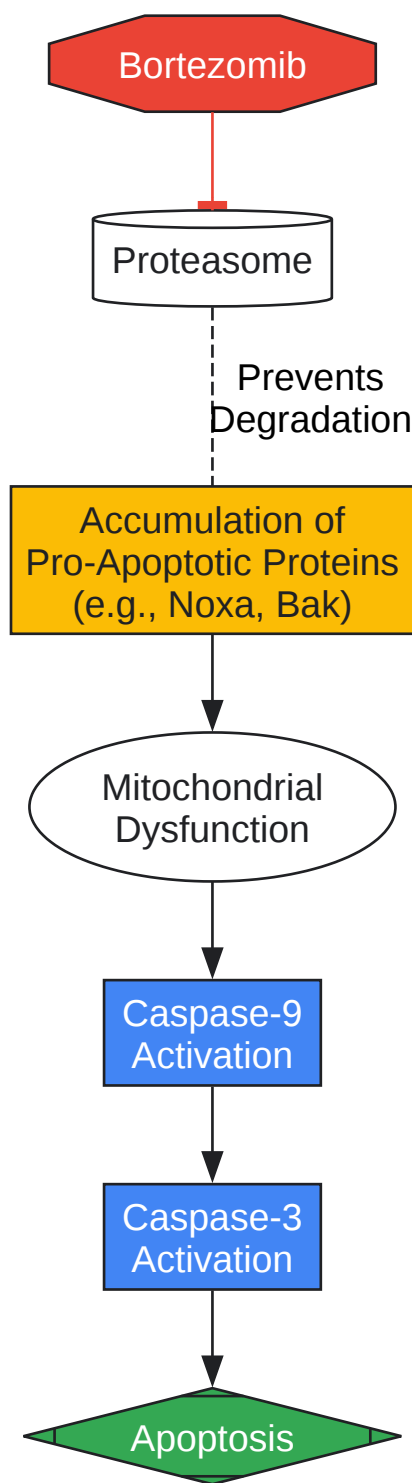 Bortezomib
Proteasome
Prevents
Degradation
Accumulation of
Pro-Apoptotic Proteins
(e.g., Noxa, Bak)
Mitochondrial
Dysfunction
Caspase-9
Activation
Caspase-3
Activation
Apoptosis